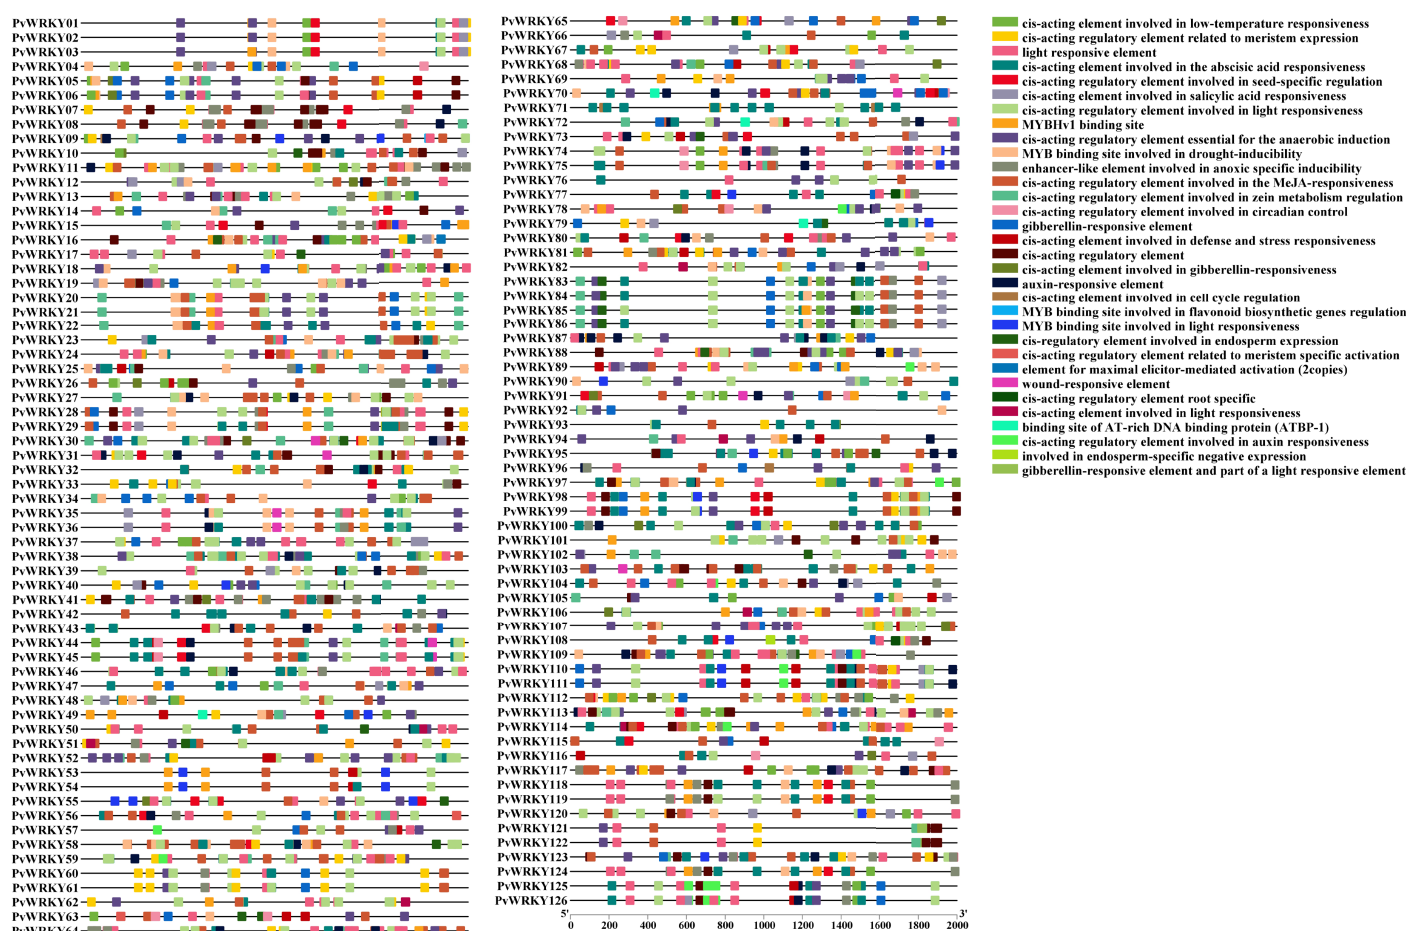 PvWRKY01
PvWRKY02
PvWRKY03
PvWRKY04
PvWRKY05
PvWRKY06
PvWRKY07
PvWRKY08
PvWRKY09
PvWRKY10
PvWRKY11
PvWRKY12
PvWRKY13
PvWRKY14
PvWRKY15
PvWRKY16
PvWRKY17
PvWRKY18
PvWRKY19
PvWRKY20
PvWRKY21
PvWRKY22
PvWRKY23
PvWRKY24
PvWRKY25
PvWRKY26
PvWRKY27
PvWRKY28
PvWRKY29
PvWRKY30
PvWRKY31
PvWRKY32
PvWRKY33
PvWRKY34
PvWRKY35
PvWRKY36
PvWRKY37
PvWRKY38
PvWRKY39
PvWRKY40
PvWRKY41
PvWRKY42
PvWRKY43
PvWRKY44
PvWRKY45
PvWRKY46
PvWRKY47
PvWRKY48
PvWRKY49
PvWRKY50
PvWRKY51
PvWRKY52
PvWRKY53
PvWRKY54
PvWRKY55
PvWRKY56
PvWRKY57
PvWRKY58
PvWRKY59
PvWRKY60
PvWRKY61
PvWRKY62
PvWRKY63
PvWRKY64
PvWRKY65
PvWRKY66
PvWRKY67
PvWRKY68
PvWRKY69
PvWRKY70
PvWRKY71
PvWRKY72
PvWRKY73
PvWRKY74
PvWRKY75
PvWRKY76
PvWRKY77
PvWRKY78
PvWRKY79
PvWRKY80
PvWRKY81
PvWRKY82
PvWRKY83
PvWRKY84
PvWRKY85
PvWRKY86
PvWRKY87
PvWRKY88
PvWRKY89
PvWRKY90
PvWRKY91
PvWRKY92
PvWRKY93
PvWRKY94
PvWRKY95
PvWRKY96
PvWRKY97
PvWRKY98
PvWRKY99
PvWRKY100
PvWRKY101
PvWRKY102
PvWRKY103
PvWRKY104
PvWRKY105
PvWRKY106
PvWRKY107
PvWRKY108
PvWRKY109
PvWRKY110
PvWRKY111
PvWRKY112
PvWRKY113
PvWRKY114
PvWRKY115
PvWRKY116
PvWRKY117
PvWRKY118
PvWRKY119
PvWRKY120
PvWRKY121
PvWRKY122
PvWRKY123
PvWRKY124
PvWRKY125
PvWRKY126
5' 3'
0 200 400 600 800 1000 1200 1400 1600 1800 2000
cis-acting element involved in low-temperature responsiveness
cis-acting regulatory element related to meristem expression
light responsive element
cis-acting element involved in the abscisic acid responsiveness
cis-acting regulatory element involved in seed-specific regulation
cis-acting element involved in salicylic acid responsiveness
cis-acting regulatory element involved in light responsiveness
MYBHv1 binding site
cis-acting regulatory element essential for the anaerobic induction
MYB binding site involved in drought-inducibility
enhancer-like element involved in anoxic specific inducibility
cis-acting regulatory element involved in the MeJA-responsiveness
cis-acting regulatory element involved in zein metabolism regulation
cis-acting regulatory element involved in circadian control
gibberellin-responsive element
cis-acting element involved in defense and stress responsiveness
cis-acting regulatory element
cis-acting element involved in gibberellin-responsiveness
auxin-responsive element
cis-acting element involved in cell cycle regulation
MYB binding site involved in flavonoid biosynthetic genes regulation
MYB binding site involved in light responsiveness
cis-regulatory element involved in endosperm expression
cis-acting regulatory element related to meristem specific activation
element for maximal elicitor-mediated activation (2copies)
wound-responsive element
cis-acting regulatory element root specific
cis-acting element involved in light responsiveness
binding site of AT-rich DNA binding protein (ATBP-1)
cis-acting regulatory element involved in auxin responsiveness
involved in endosperm-specific negative expression
gibberellin-responsive element and part of a light responsive element